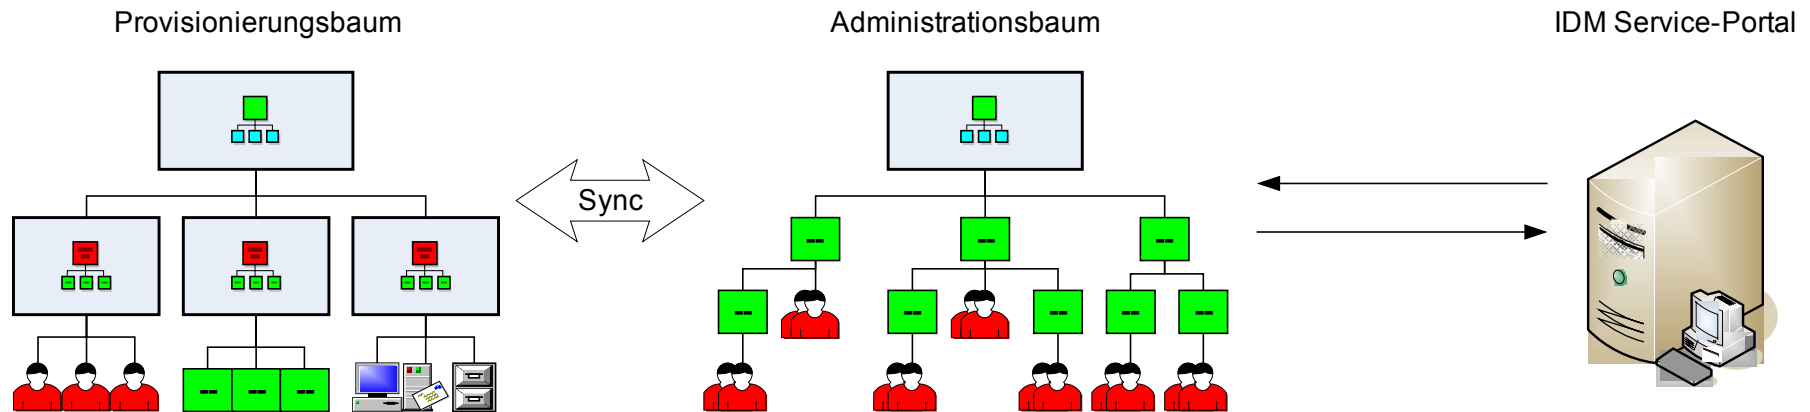 Provisionierungsbaum
Administrationsbaum
IDM Service-Portal
Sync